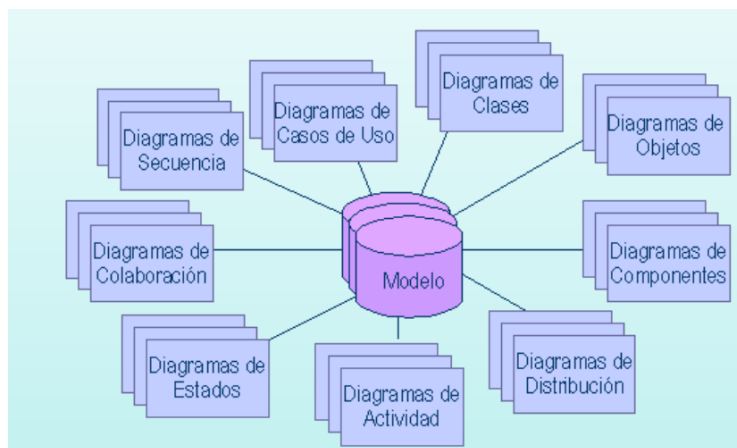 Diagramas de
Clases
Diagramas de
Casos de Uso
Diagramas de
Objetos
Diagramas de
Secuencia
Diagramas de
Colaboración
Modelo
Diagramas de
Componentes
Diagramas de
Estados
Diagramas de
Actividad
Diagramas de
Distribución